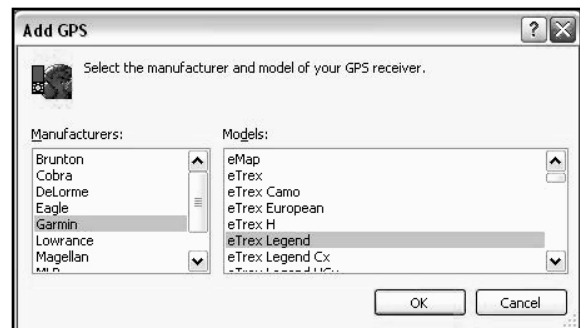 Add GPS
Select the manufacturer and model of your GPS receiver.
Manufacturers:
Brunton
Cobra
DeLorme
Eagle
Garmin
Lowrance
Magellan
Models:
eMap
eTrex
eTrex Camo
eTrex European
eTrex H
eTrex Legend
eTrex Legend Cx
OK
Cancel